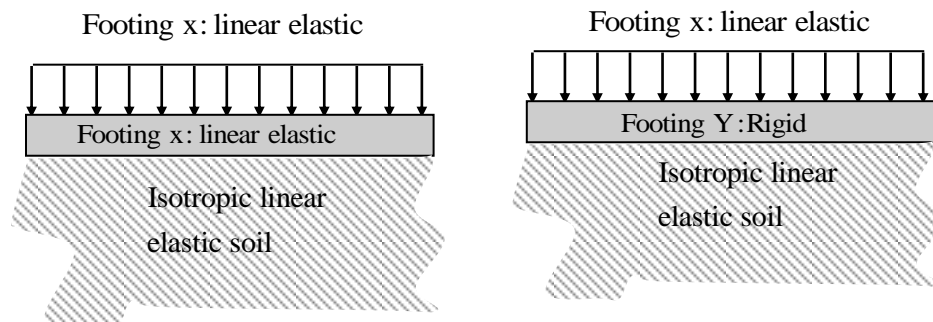 Footing x: linear elastic
Footing x: linear elastic
Isotropic linear
elastic soil
Footing x: linear elastic
Footing Y:Rigid
Isotropic linear
elastic soil